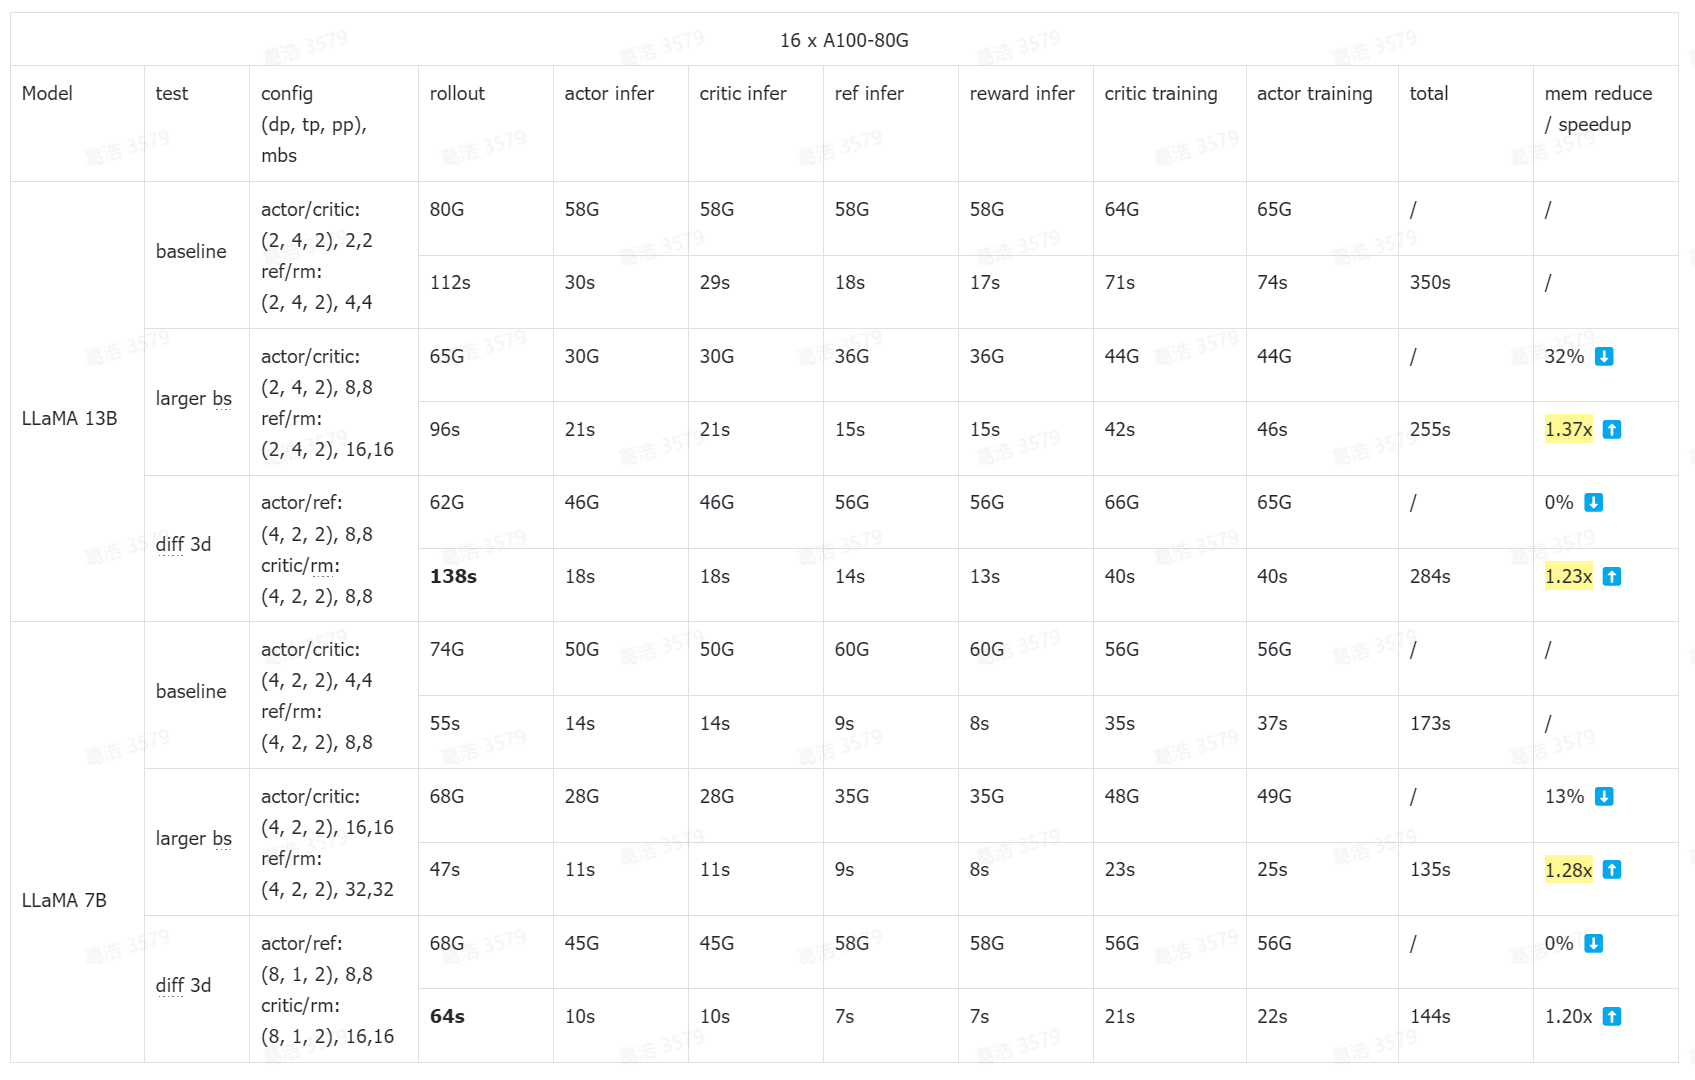 16 x A100-80G
Model test config rollout actor infer critic infer ref infer reward infer critic training actor training total mem reduce
(dp, tp, pp), / speedup
mbs
LLaMA 13B
baseline
actor/critic:
(2, 4, 2), 2,2
ref/rm:
(2, 4, 2), 4,4
80G 58G 58G 58G 58G 64G 65G / /
112s 30s 29s 18s 17s 71s 74s 350s /
larger bs
actor/critic:
(2, 4, 2), 8,8
ref/rm:
(2, 4, 2), 16,16
65G 30G 30G 36G 36G 44G 44G / 32% ⬇
96s 21s 21s 15s 15s 42s 46s 255s 1.37x ⬆
diff 3d
actor/ref:
(4, 2, 2), 8,8
critic/rm:
(4, 2, 2), 8,8
62G 46G 46G 56G 56G 66G 65G / 0% ⬇
138s 18s 18s 14s 13s 40s 40s 284s 1.23x ⬆
LLaMA 7B
baseline
actor/critic:
(4, 2, 2), 4,4
ref/rm:
(4, 2, 2), 8,8
74G 50G 50G 60G 60G 56G 56G / /
55s 14s 14s 9s 8s 35s 37s 173s /
larger bs
actor/critic:
(4, 2, 2), 16,16
ref/rm:
(4, 2, 2), 32,32
68G 28G 28G 35G 35G 48G 49G / 13% ⬇
47s 11s 11s 9s 8s 23s 25s 135s 1.28x ⬆
diff 3d
actor/ref:
(8, 1, 2), 8,8
critic/rm:
(8, 1, 2), 16,16
68G 45G 45G 58G 58G 56G 56G / 0% ⬇
64s 10s 10s 7s 7s 21s 22s 144s 1.20x ⬆
葛浩 3579